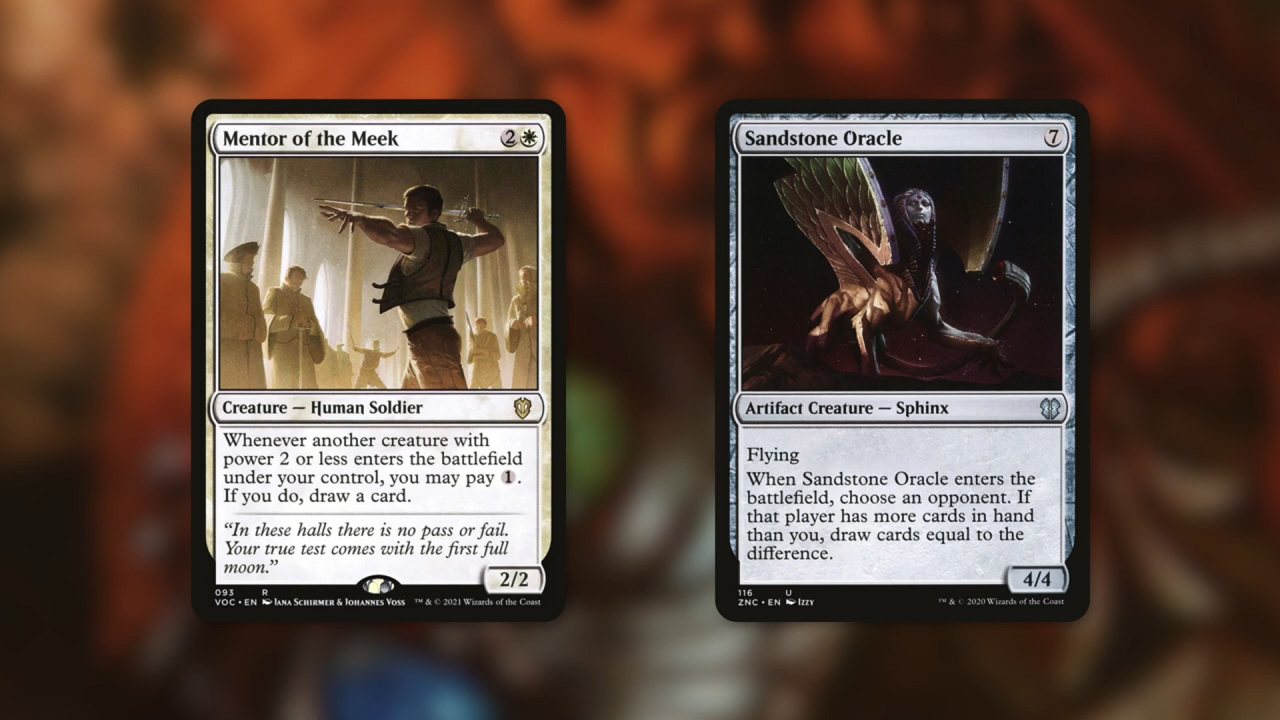 Mentor of the Meek 2
Creature — Human Soldier
Whenever another creature with
power 2 or less enters the battlefield
under your control, you may pay 1.
If you do, draw a card.
“In these halls there is no pass or fail.
Your true test comes with the first full
moon.”
2/2
093 R
VOC • EN Iana Schirmer & Johannes Voss ™ & © 2021 Wizards of the Coast
Sandstone Oracle 7
Artifact Creature — Sphinx
Flying
When Sandstone Oracle enters the
battlefield, choose an opponent. If
that player has more cards in hand
than you, draw cards equal to the
difference.
4/4
116 U
ZNC • EN Izzy ™ & © 2020 Wizards of the Coast